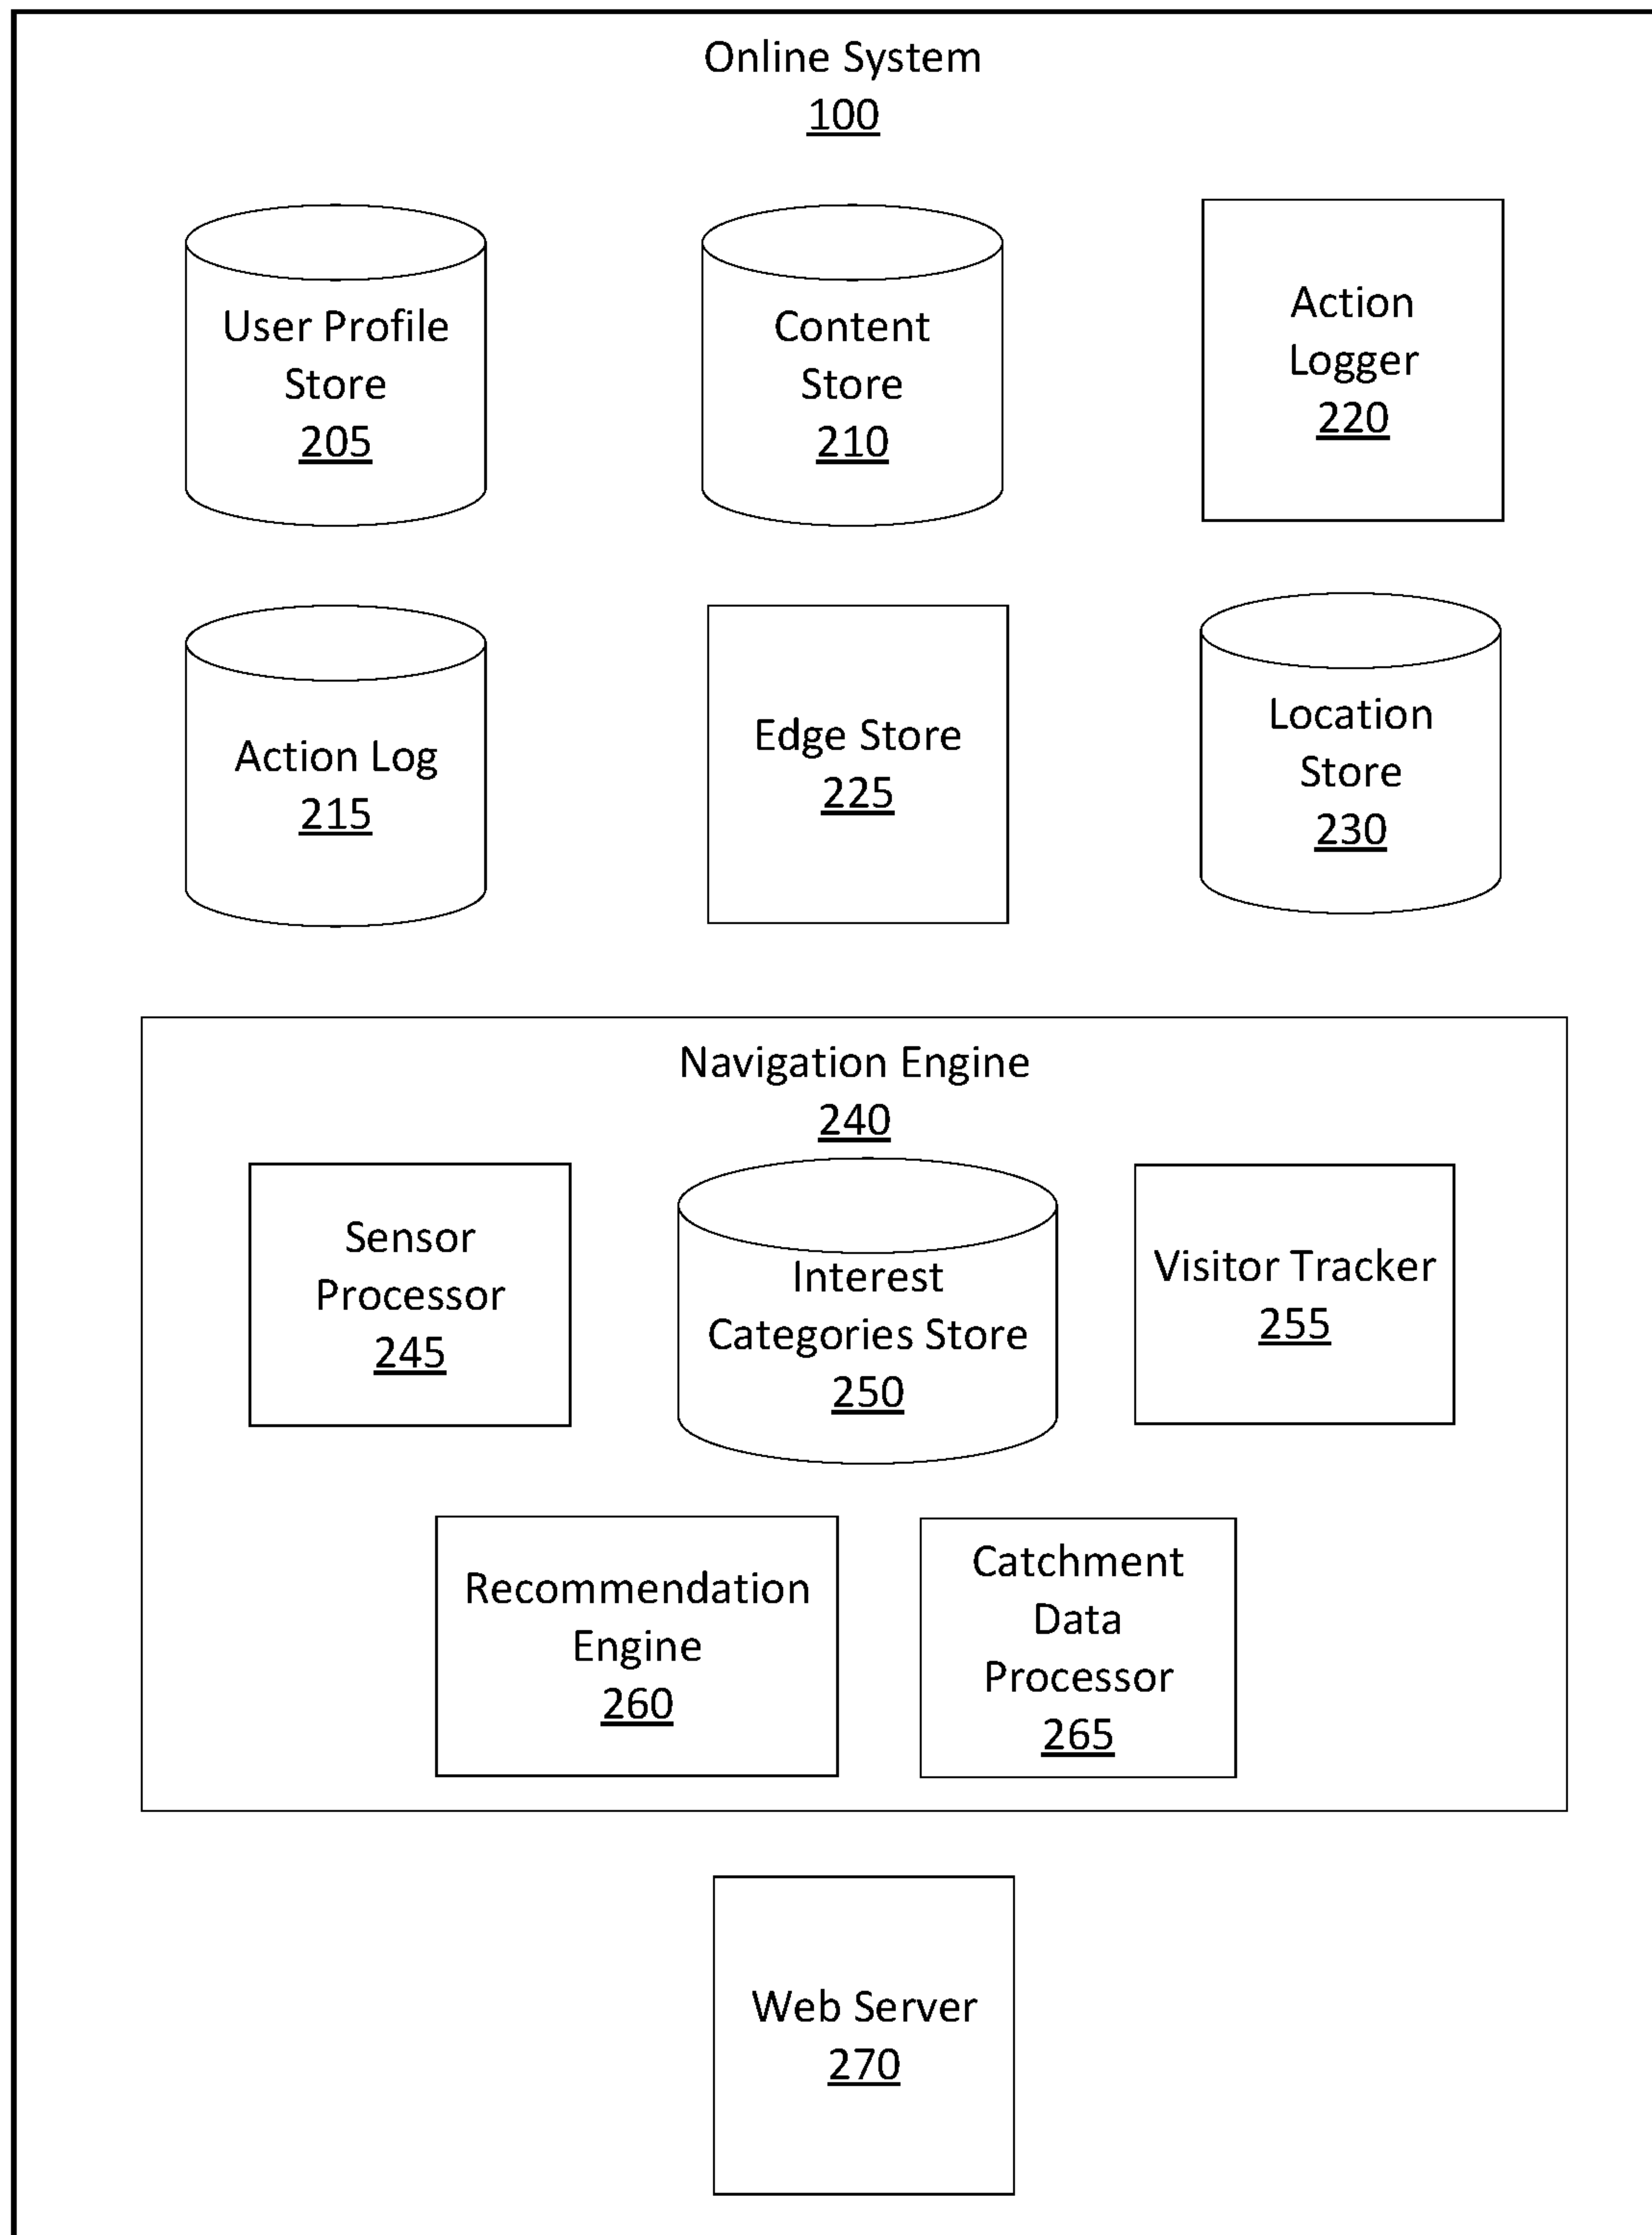 Online System
100
User Profile
Store
205
Content
Store
210
Action
Logger
220
Action Log
215
Edge Store
225
Location
Store
230
Navigation Engine
240
Sensor
Processor
245
Interest
Categories Store
250
Visitor Tracker
255
Recommendation
Engine
260
Catchment
Data
Processor
265
Web Server
270